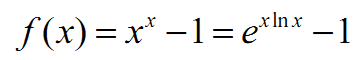 f(x) = x^x − 1 = e^{x ln x} − 1